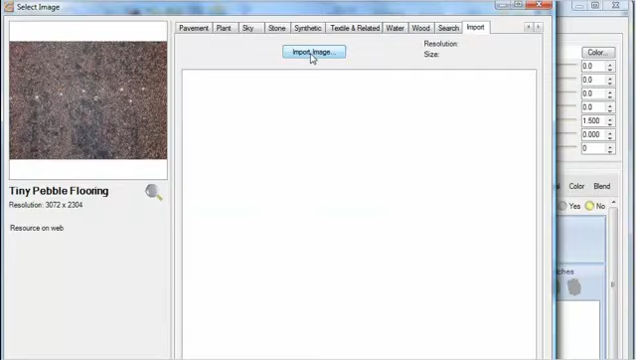 Select Image
Pavement Plant Sky Stone Synthetic Textile & Related Water Wood Search Import
Import Image...
Resolution:
Size:
Tiny Pebble Flooring
Resolution: 3072 x 2304
Resource on web
Color...
0.0
0.0
0.0
0.0
1.500
0.000
0
Color Blend
Yes No